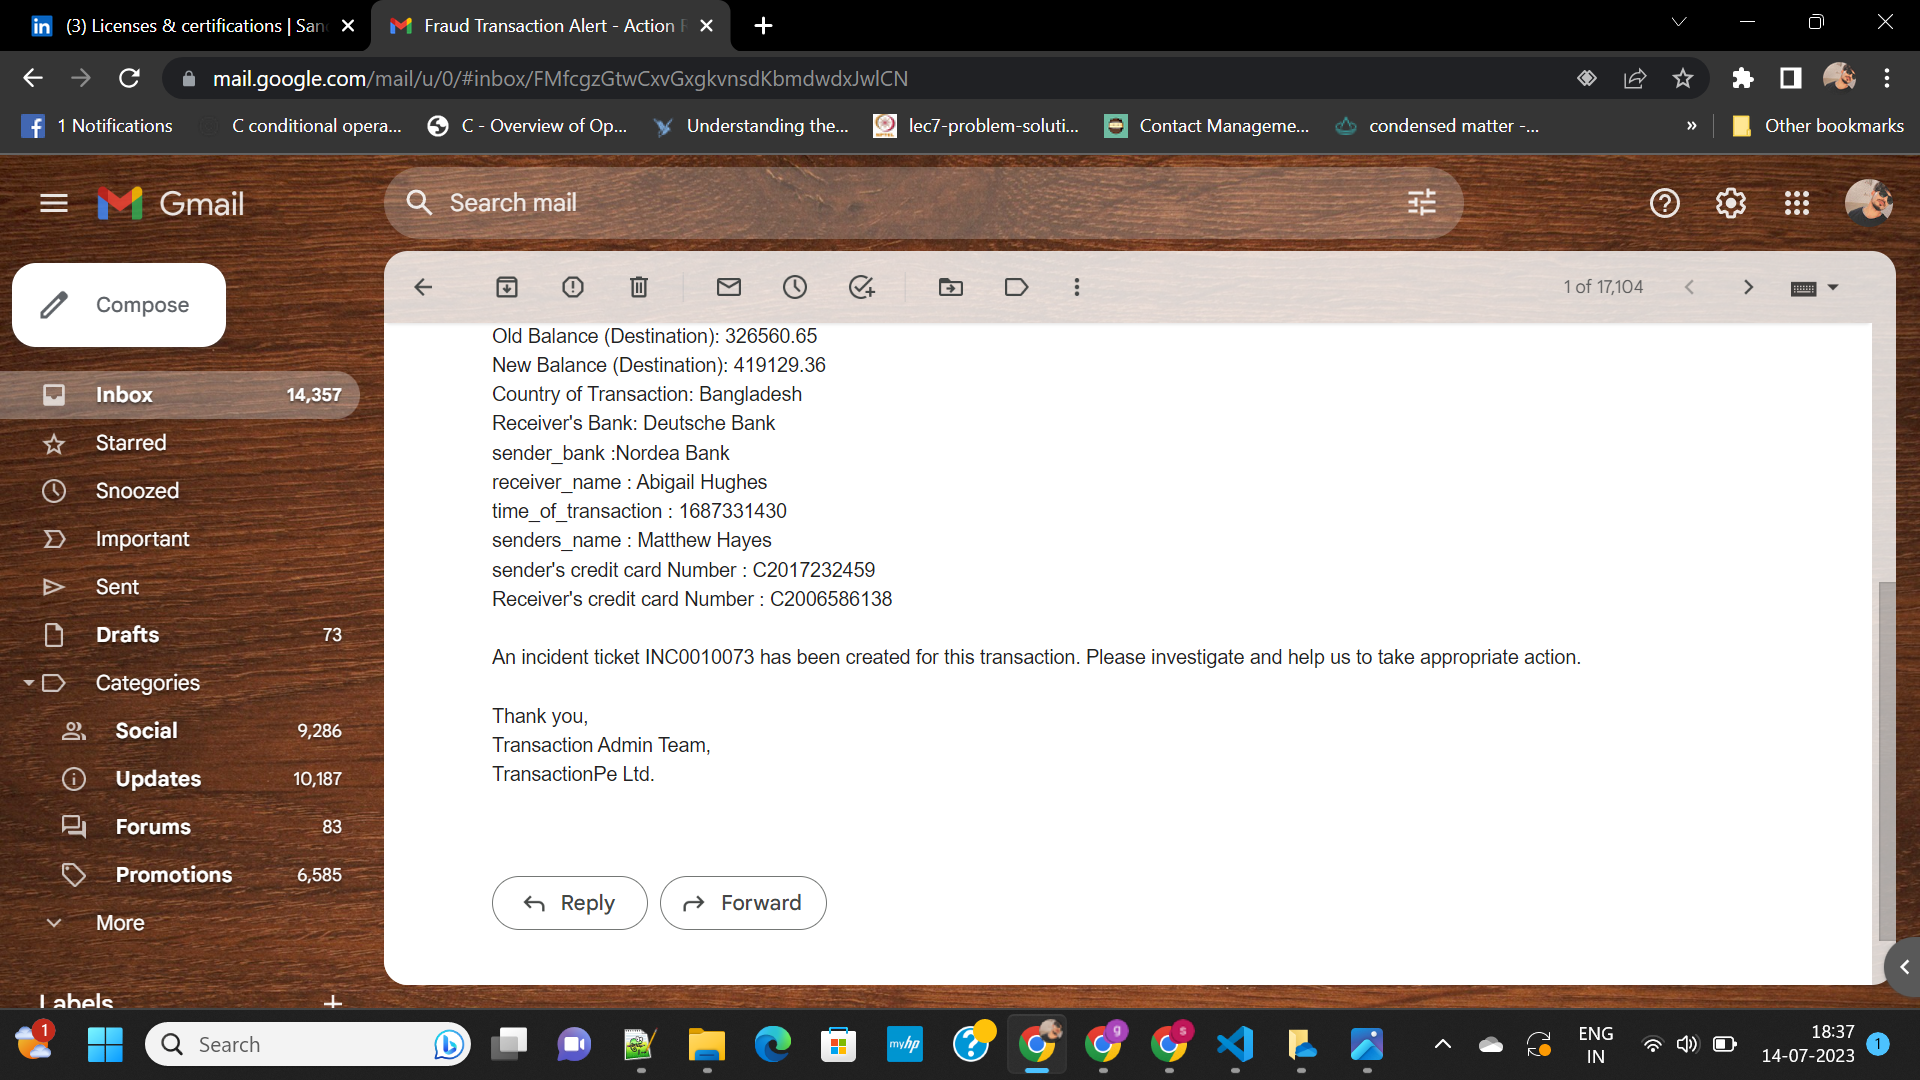 (3) Licenses & certifications | San
Fraud Transaction Alert - Action R
mail.google.com/mail/u/0/#inbox/FMfcgzGtwCxvGxgkvnsdKbmdwdxJwlCN
1 Notifications
C conditional opera...
C - Overview of Op...
Understanding the...
lec7-problem-soluti...
Contact Manageme...
condensed matter -...
»
Other bookmarks
Gmail
Search mail
Compose
1 of 17,104
Inbox 14,357
Starred
Snoozed
Important
Sent
Drafts 73
Categories
Social 9,286
Updates 10,187
Forums 83
Promotions 6,585
More
Labels
Old Balance (Destination): 326560.65
New Balance (Destination): 419129.36
Country of Transaction: Bangladesh
Receiver's Bank: Deutsche Bank
sender_bank :Nordea Bank
receiver_name : Abigail Hughes
time_of_transaction : 1687331430
senders_name : Matthew Hayes
sender's credit card Number : C2017232459
Receiver's credit card Number : C2006586138
An incident ticket INC0010073 has been created for this transaction. Please investigate and help us to take appropriate action.
Thank you,
Transaction Admin Team,
TransactionPe Ltd.
Reply
Forward
1
Search
myhp
g
s
ENG
IN
18:37
14-07-2023
1